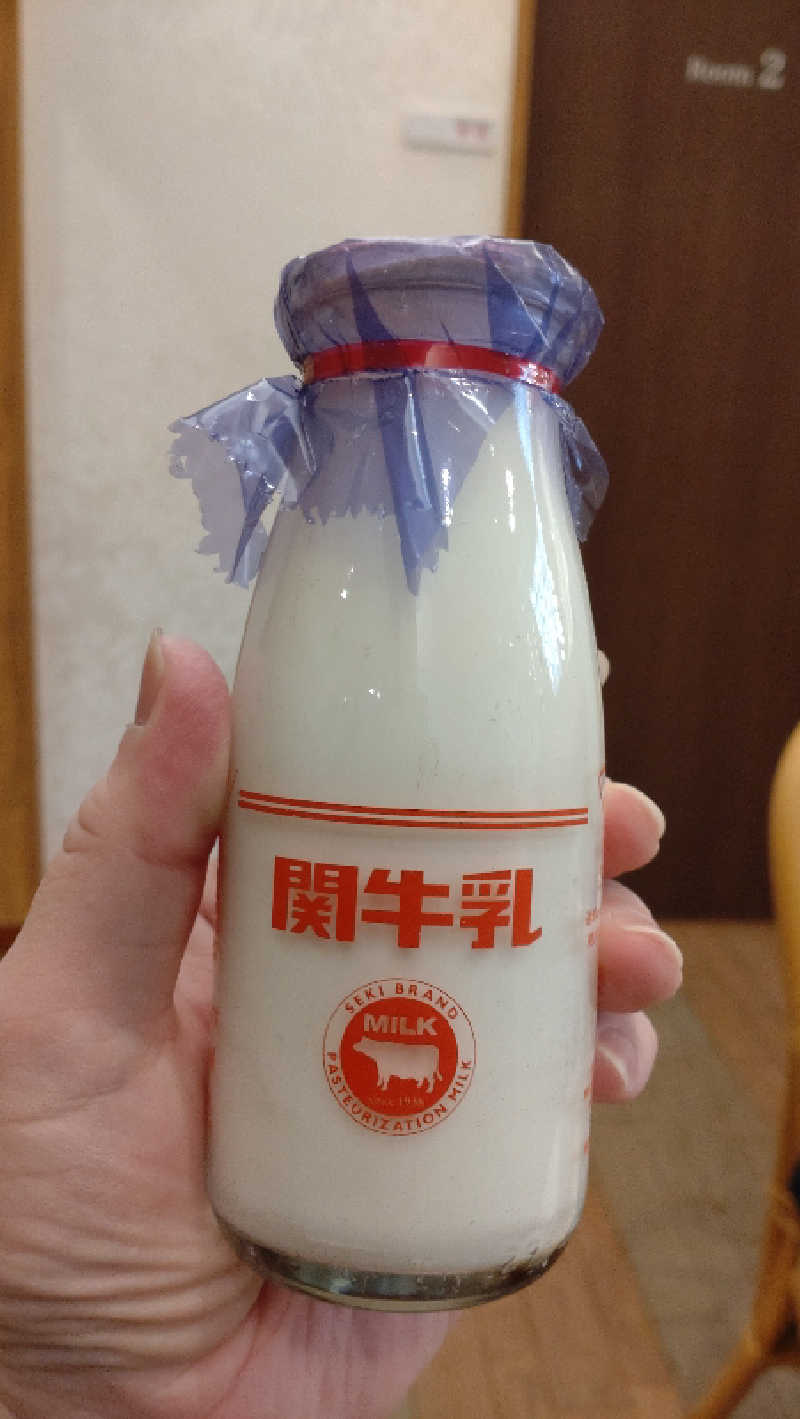 Room 2
関牛乳
SEKI BRAND
MILK
since 1938
PASTEURIZATION MILK